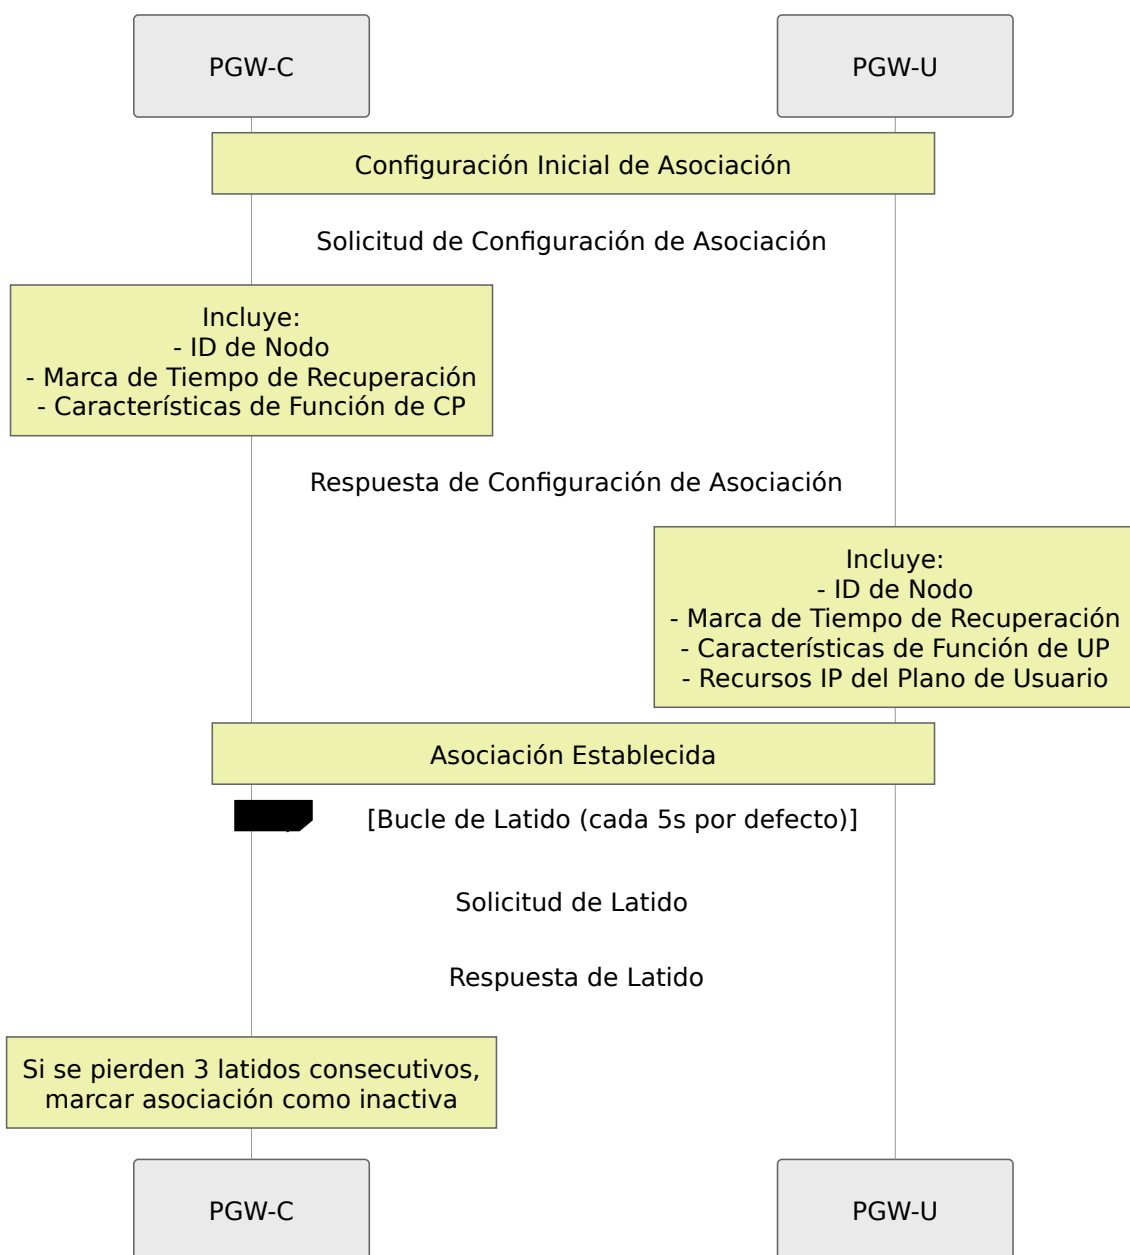 PGW-C
PGW-U
Configuración Inicial de Asociación
Solicitud de Configuración de Asociación
Incluye:
- ID de Nodo
- Marca de Tiempo de Recuperación
- Características de Función de CP
Respuesta de Configuración de Asociación
Incluye:
- ID de Nodo
- Marca de Tiempo de Recuperación
- Características de Función de UP
- Recursos IP del Plano de Usuario
Asociación Establecida
[Bucle de Latido (cada 5s por defecto)]
Solicitud de Latido
Respuesta de Latido
Si se pierden 3 latidos consecutivos,
marcar asociación como inactiva
PGW-C
PGW-U